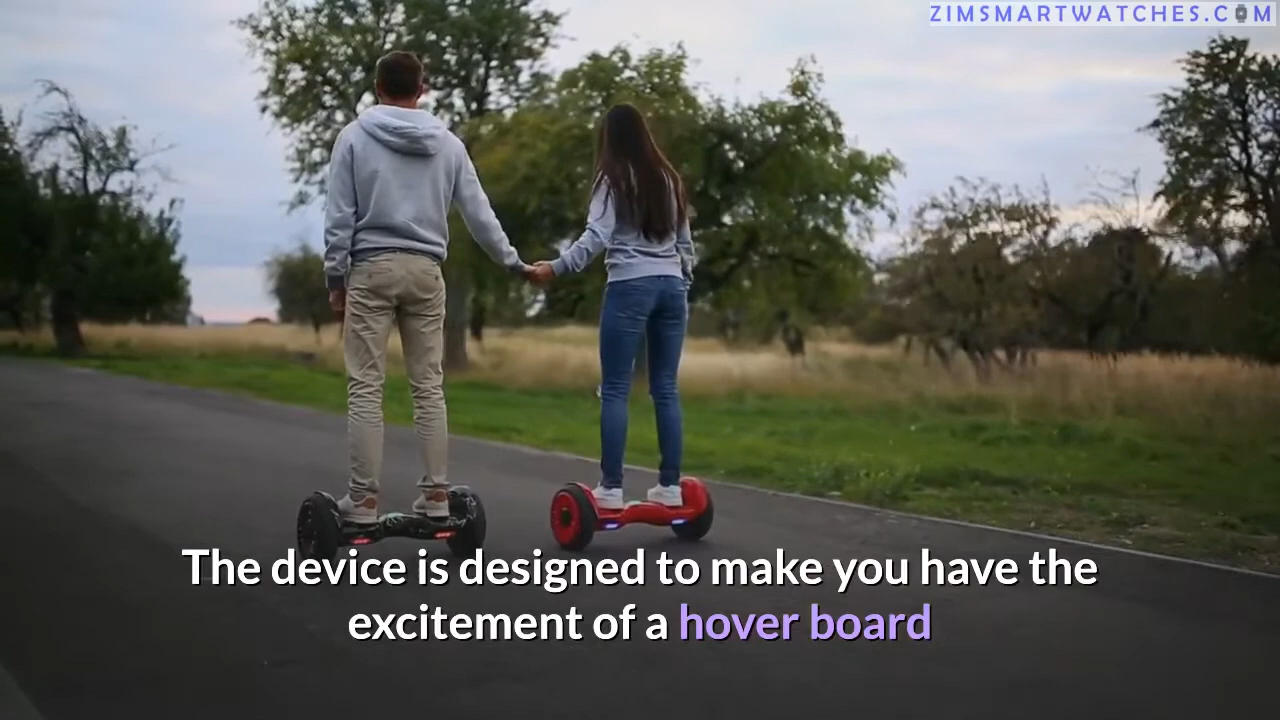 ZIMSMARTWATCHES.COM
The device is designed to make you have the
excitement of a hover board